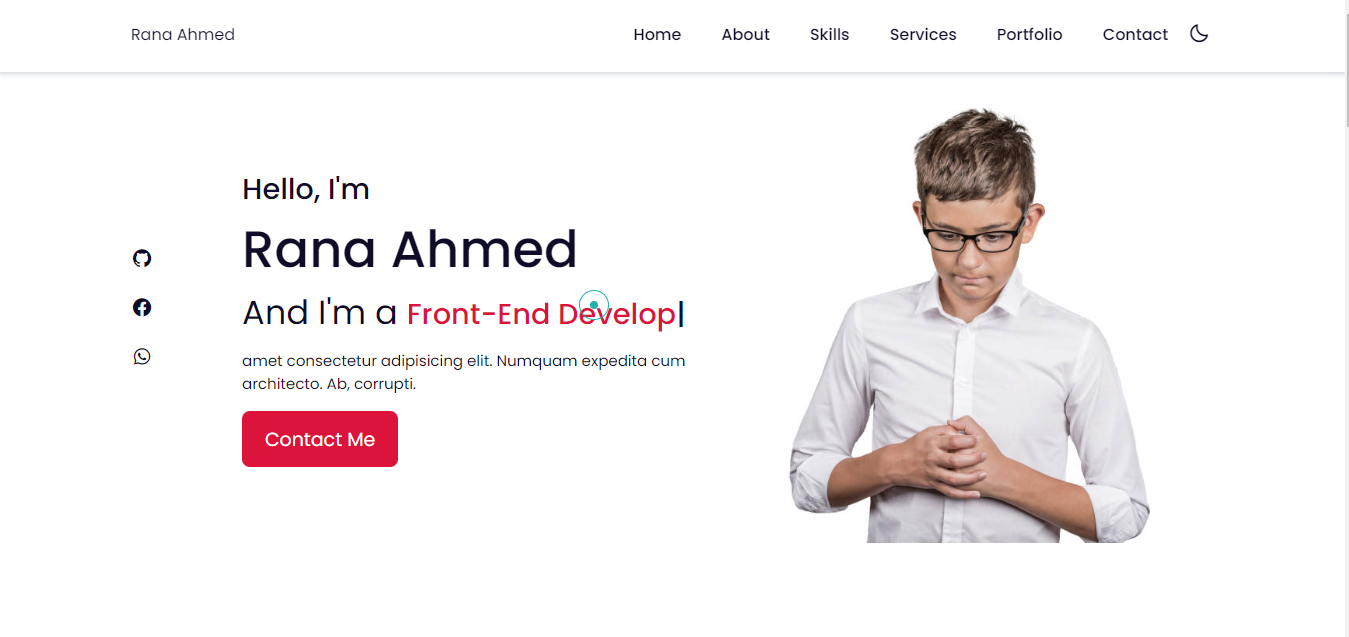 Rana Ahmed
Home
About
Skills
Services
Portfolio
Contact
Hello, I'm
Rana Ahmed
And I'm a Front-End Develop|
amet consectetur adipisicing elit. Numquam expedita cum
architecto. Ab, corrupti.
Contact Me